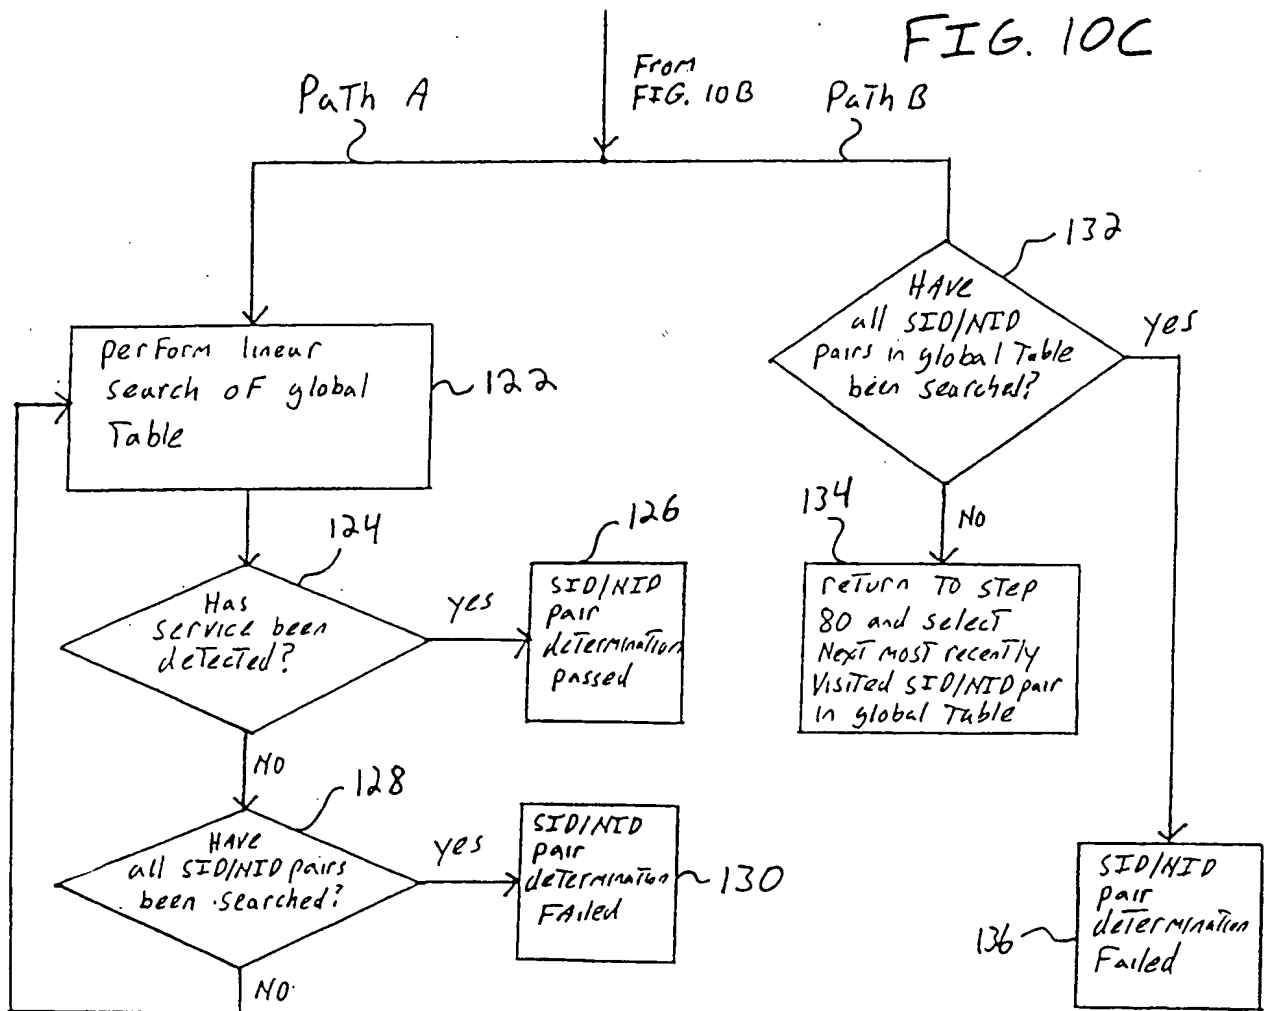 FIG. 10C
From
FIG. 10B
Path A
Path B
132
HAVE
all SID/NID
pairs in global Table
been searched?
yes
perform linear
search of global
Table
122
NO
134
return to step
80 and select
Next most recently
Visited SID/NID pair
in global Table
124
Has
service been
detected?
yes
126
SID/NID
pair
determination
passed
NO
128
HAVE
all SID/NID pairs
been searched?
yes
SID/NID
pair
determination
FAiled
130
NO
136
SID/NID
pair
determination
Failed